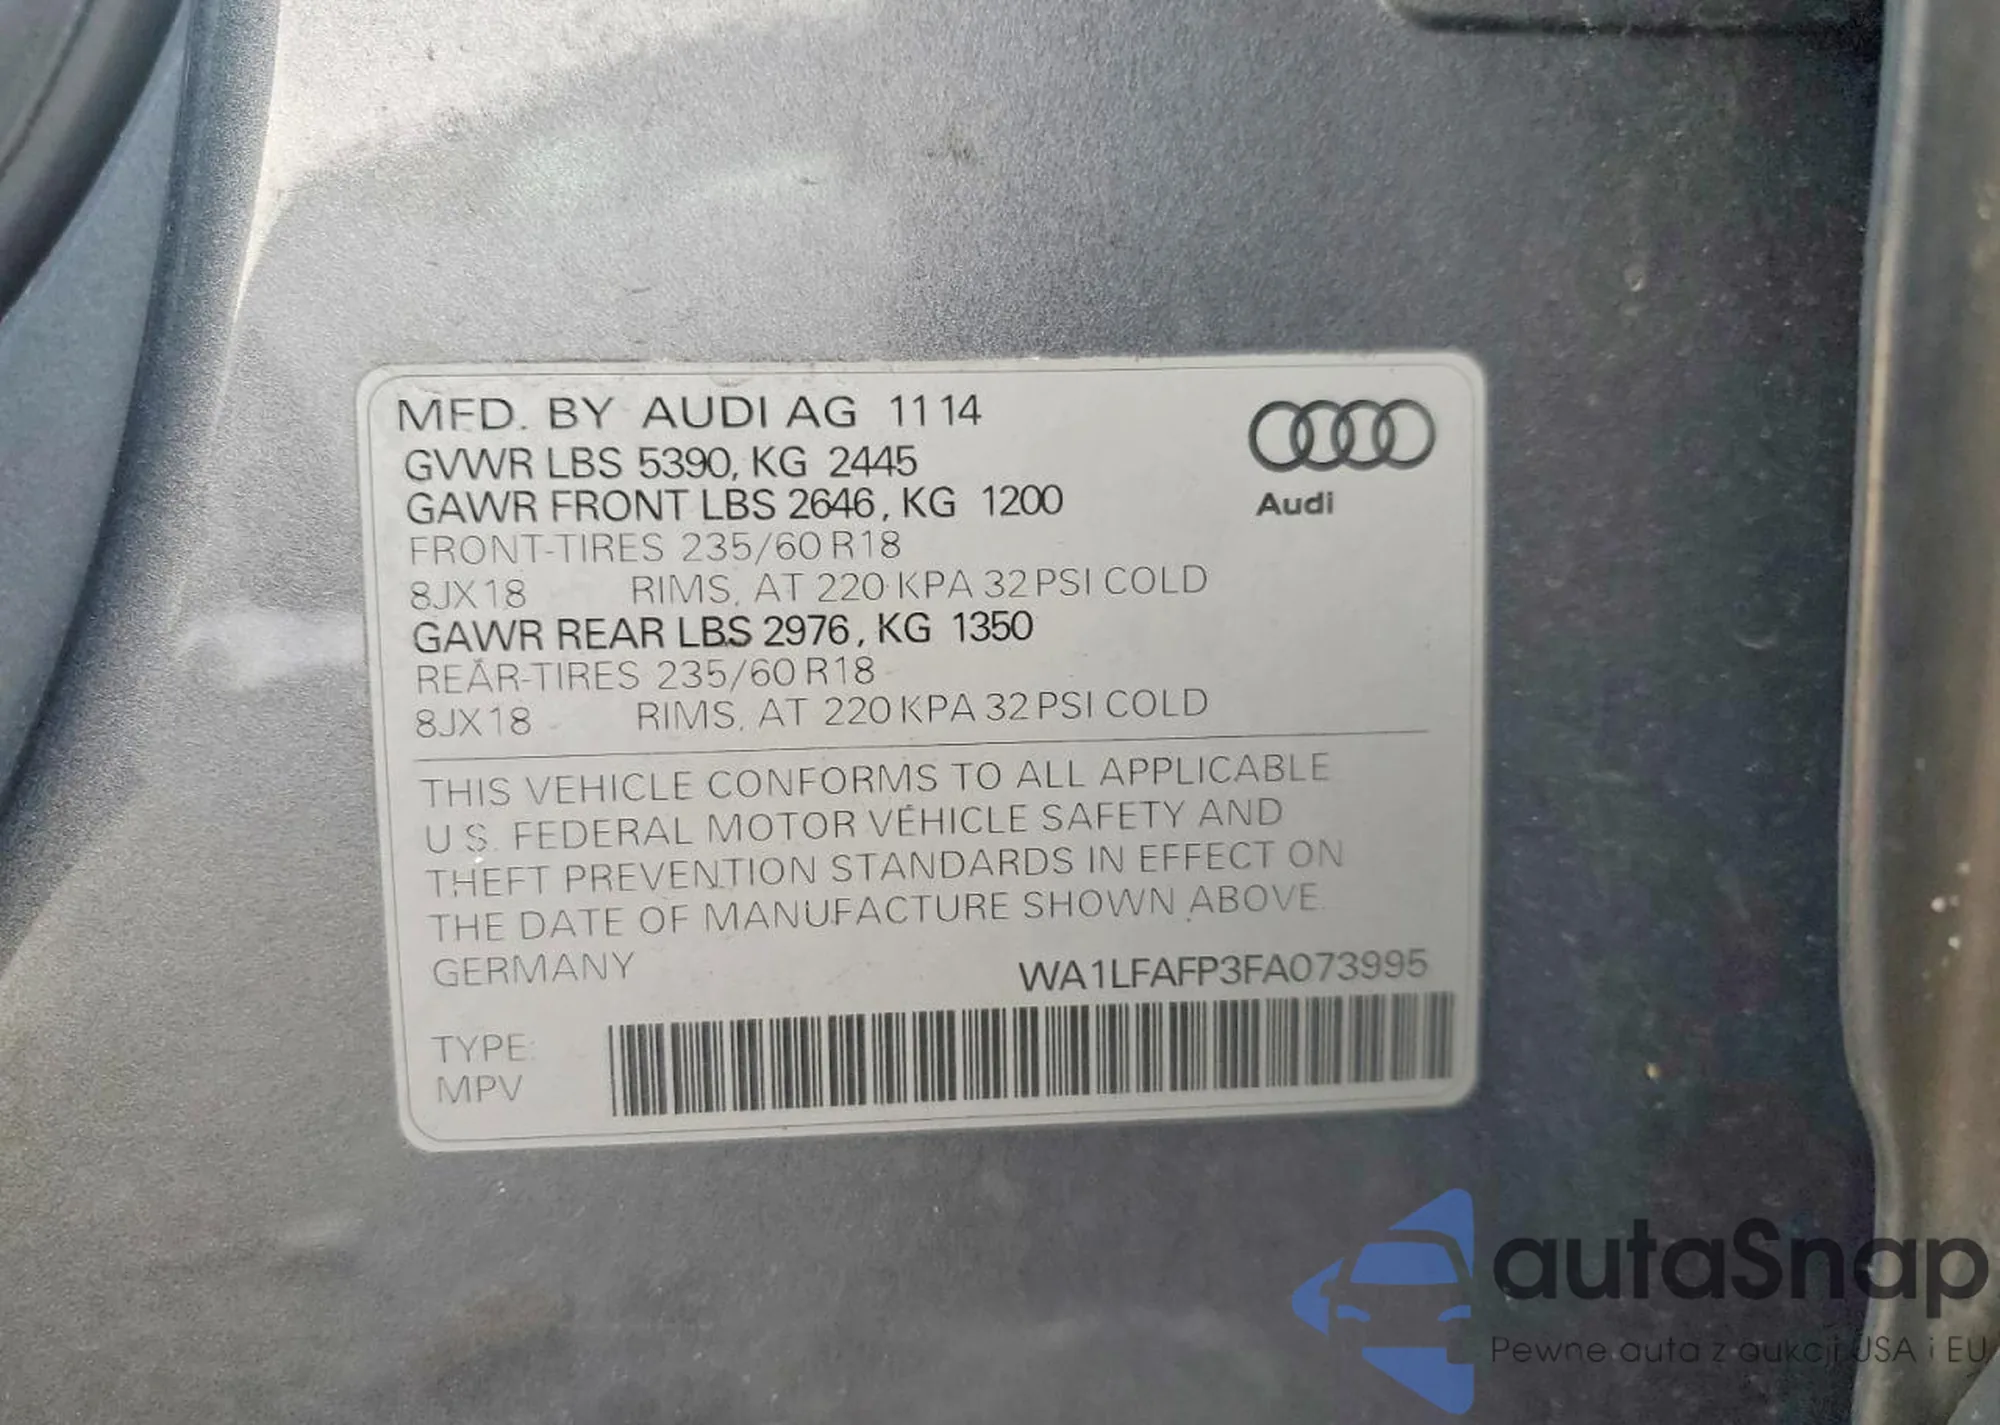 MFD. BY AUDI AG 11 14
GVWR LBS 5390, KG 2445
GAWR FRONT LBS 2646, KG 1200
FRONT-TIRES 235/60 R18
8JX18 RIMS, AT 220 KPA 32 PSI COLD
GAWR REAR LBS 2976, KG 1350
REAR-TIRES 235/60 R18
8JX18 RIMS, AT 220 KPA 32 PSI COLD
Audi
THIS VEHICLE CONFORMS TO ALL APPLICABLE
U.S. FEDERAL MOTOR VEHICLE SAFETY AND
THEFT PREVENTION STANDARDS IN EFFECT ON
THE DATE OF MANUFACTURE SHOWN ABOVE.
GERMANY WA1LFAFP3FA073995
TYPE:
MPV
autaSnap
Pewne auta z aukcji USA i EU